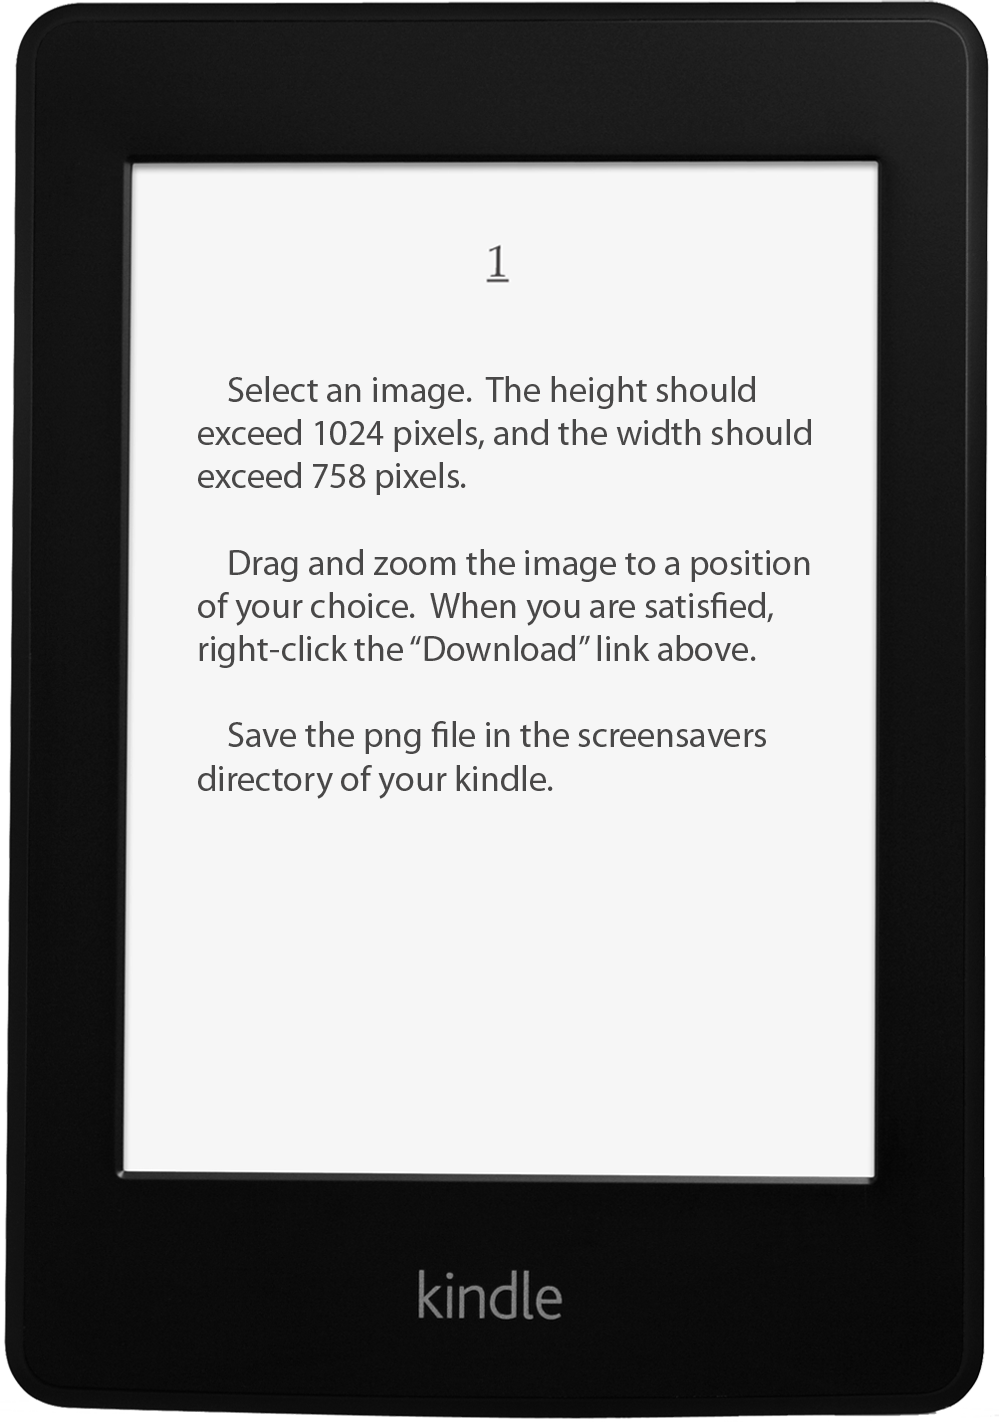 1
Select an image.  The height should
exceed 1024 pixels, and the width should
exceed 758 pixels.
Drag and zoom the image to a position
of your choice.  When you are satisfied,
right-click the “Download” link above.
Save the png file in the screensavers
directory of your kindle.
kindle